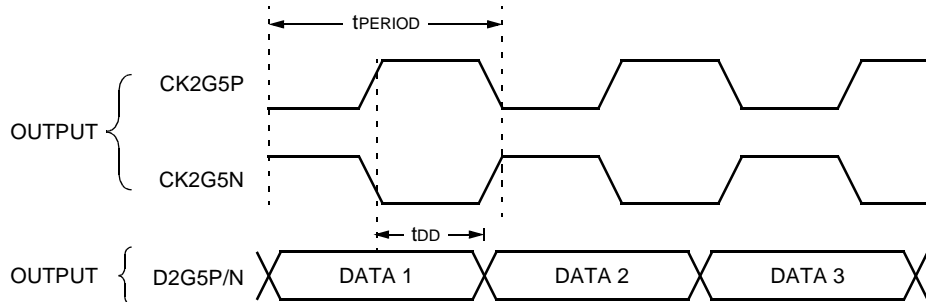 tPERIOD
CK2G5P
OUTPUT
CK2G5N
tDD
OUTPUT D2G5P/N DATA 1 DATA 2 DATA 3